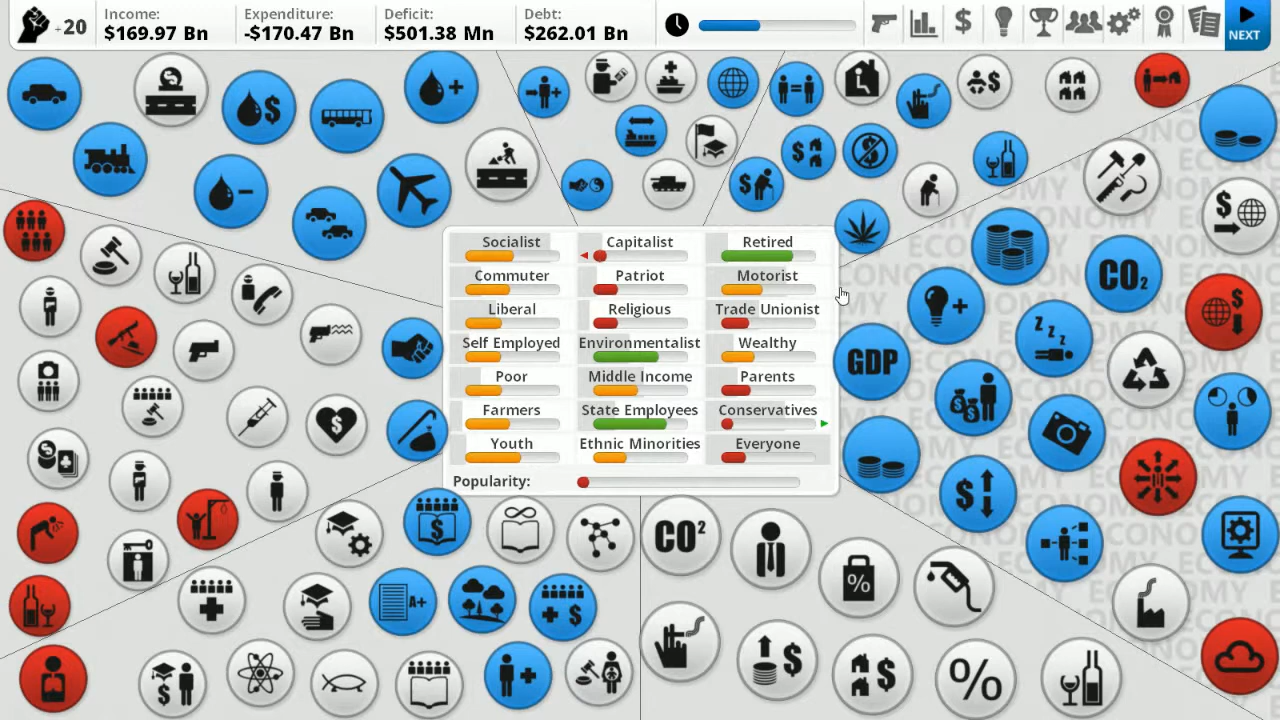 +20
Income:
$169.97 Bn
Expenditure:
-$170.47 Bn
Deficit:
$501.38 Mn
Debt:
$262.01 Bn
NEXT
Socialist Capitalist Retired
Commuter Patriot Motorist
Liberal Religious Trade Unionist
Self Employed Environmentalist Wealthy
Poor Middle Income Parents
Farmers State Employees Conservatives
Youth Ethnic Minorities Everyone
Popularity:
GDP
CO₂
CO²
A+
Z Z Z
%
%
ECONOMY